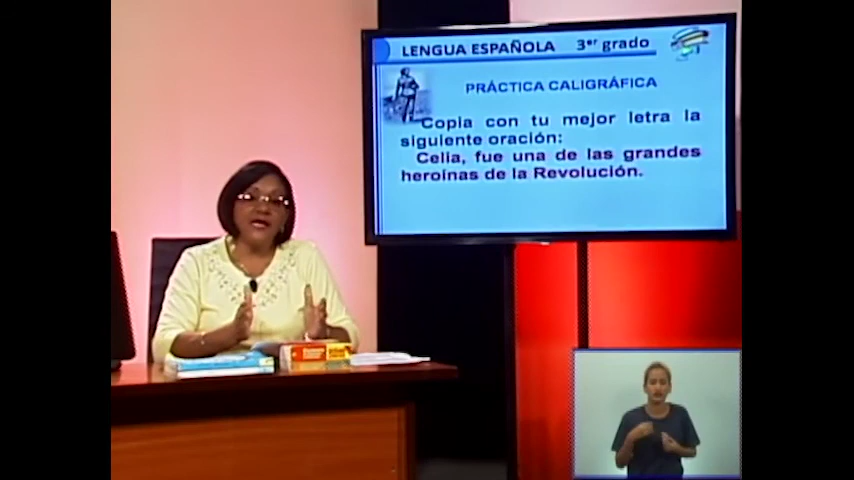 LENGUA ESPAÑOLA 3er grado
PRÁCTICA CALIGRÁFICA
Copia con tu mejor letra la
siguiente oración:
Celia, fue una de las grandes
heroínas de la Revolución.